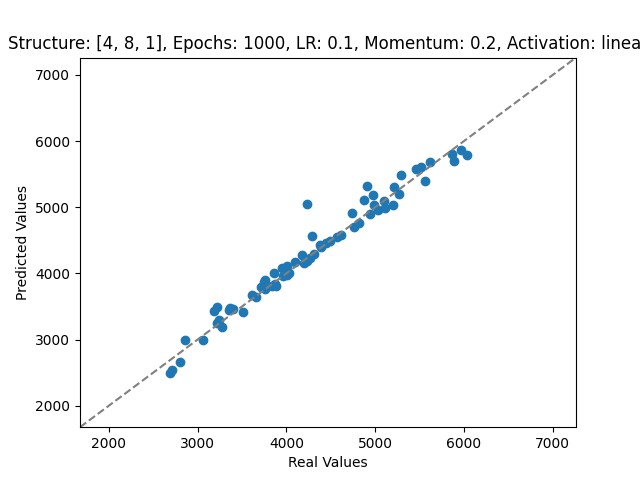 Structure: [4, 8, 1], Epochs: 1000, LR: 0.1, Momentum: 0.2, Activation: linea
7000
6000
5000
4000
3000
2000
Predicted Values
2000 3000 4000 5000 6000 7000
Real Values